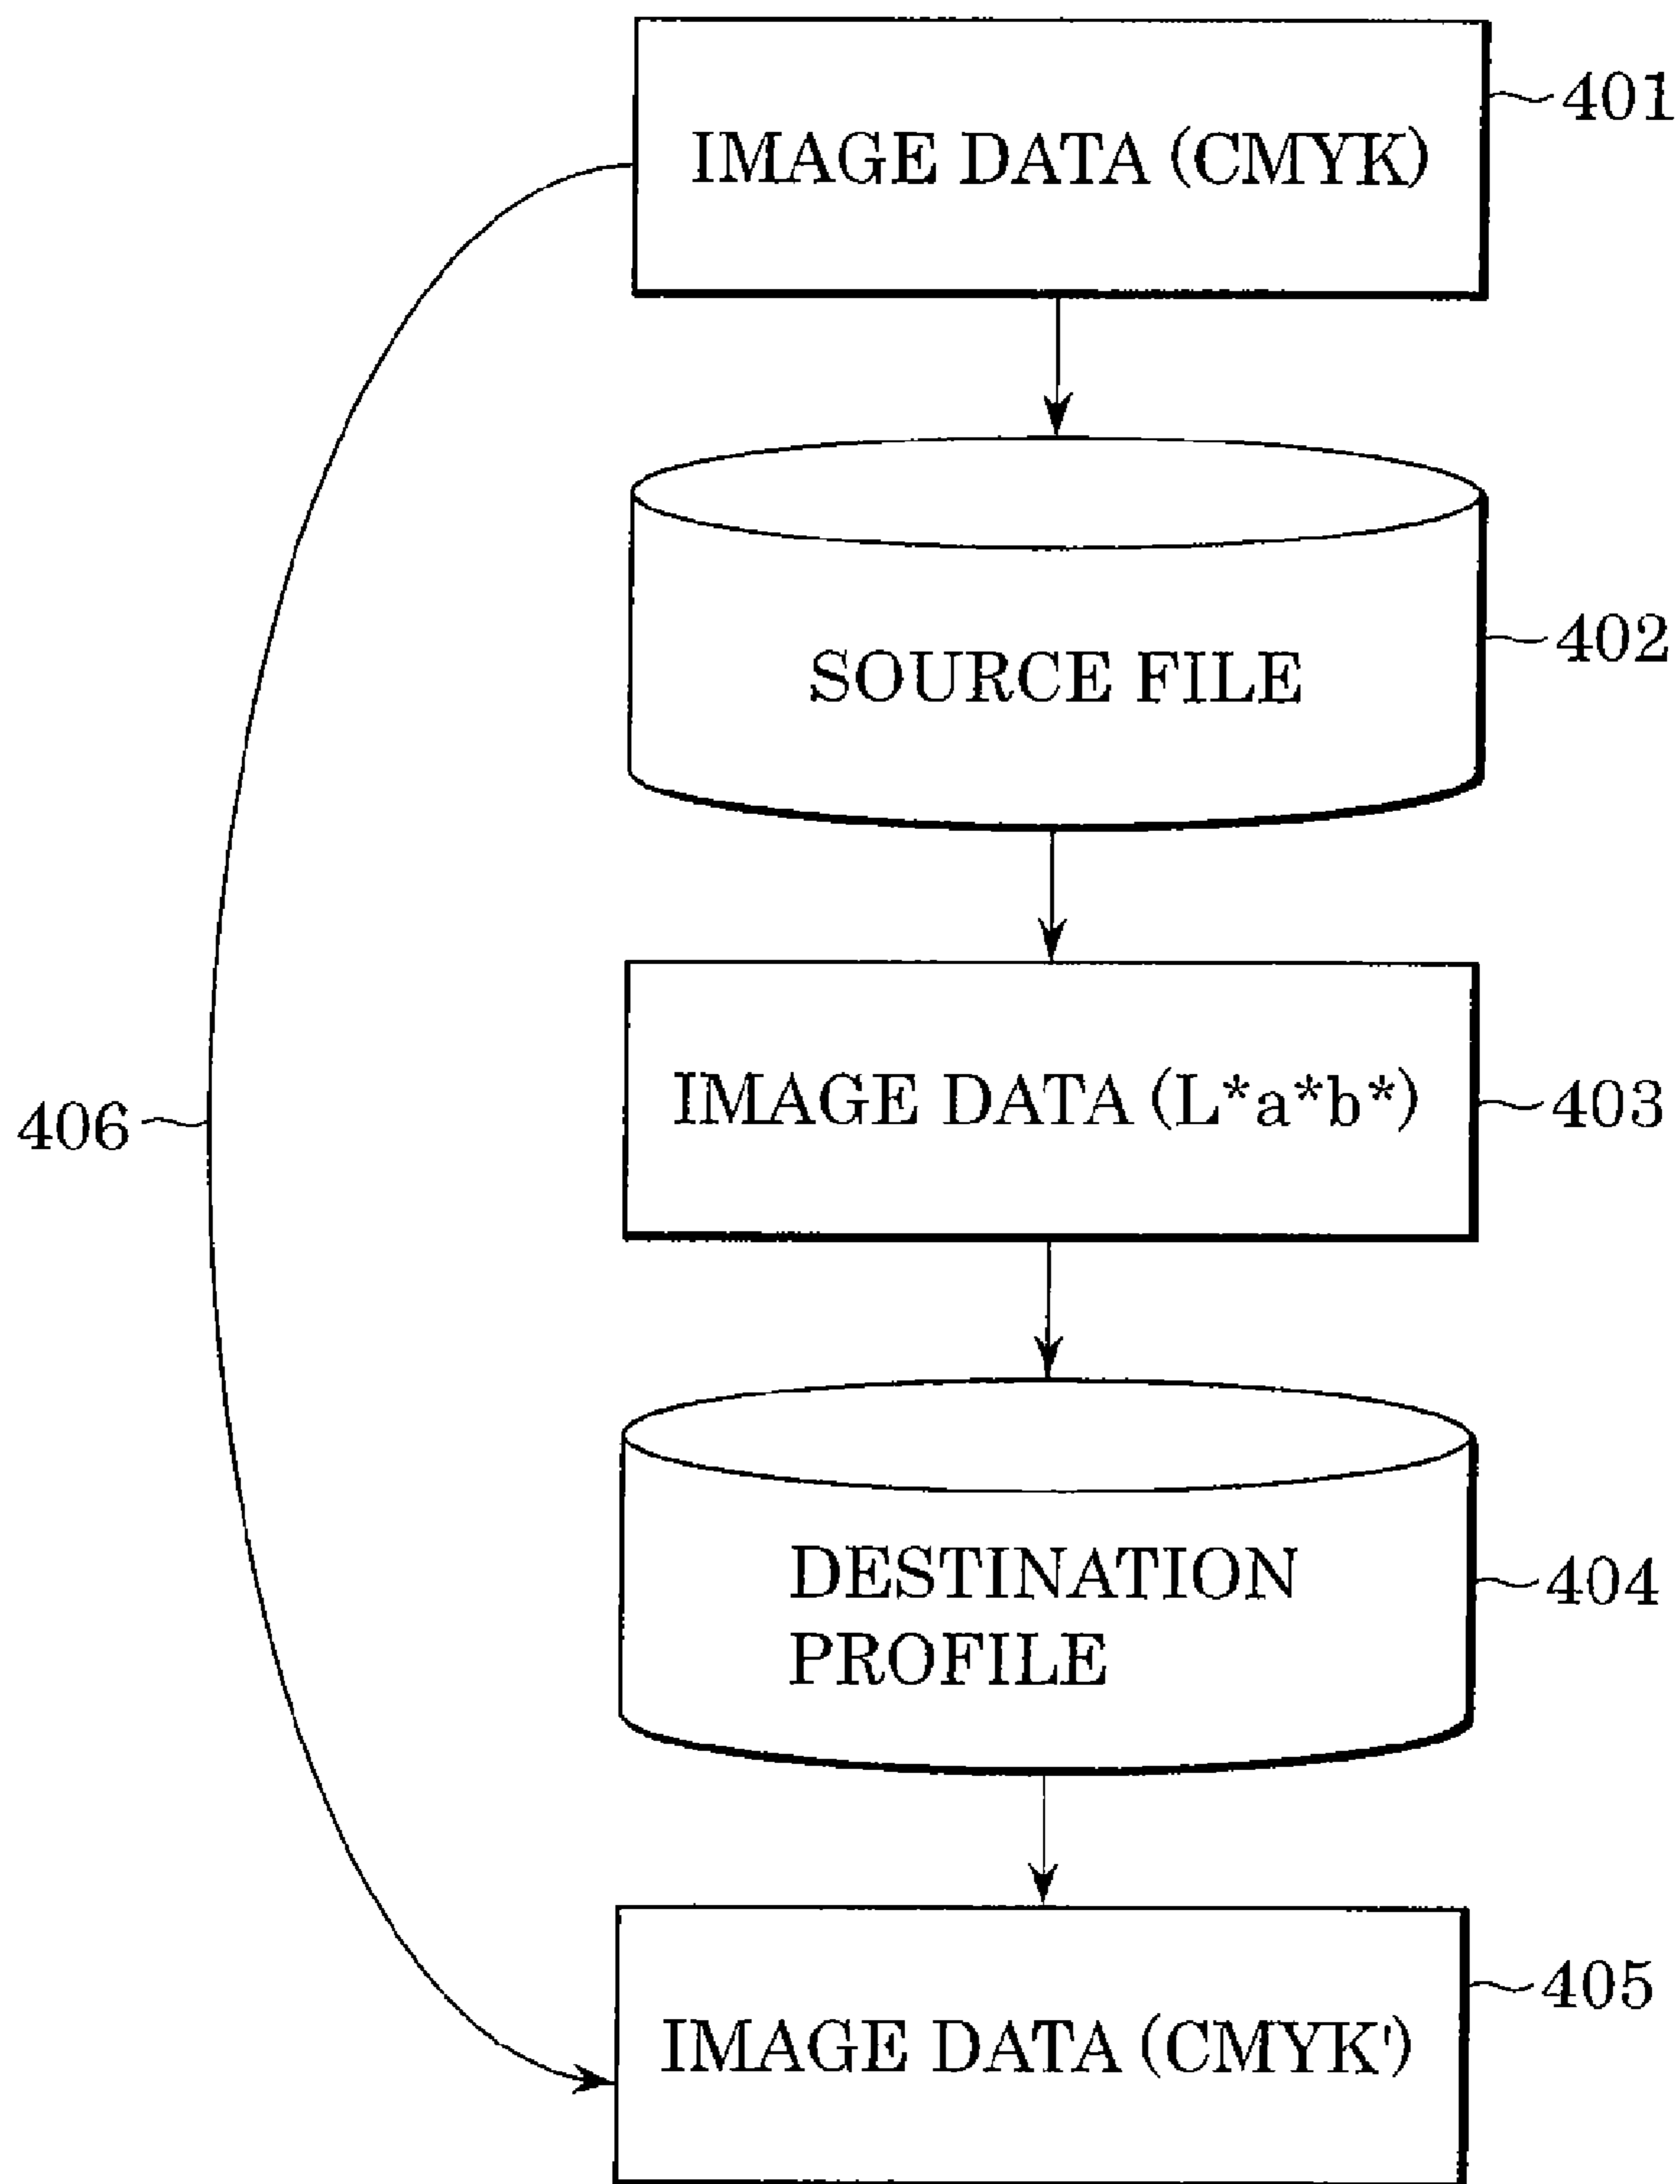 401
IMAGE DATA (CMYK)
402
SOURCE FILE
403
IMAGE DATA (L*a*b*)
406
404
DESTINATION
PROFILE
405
IMAGE DATA (CMYK')